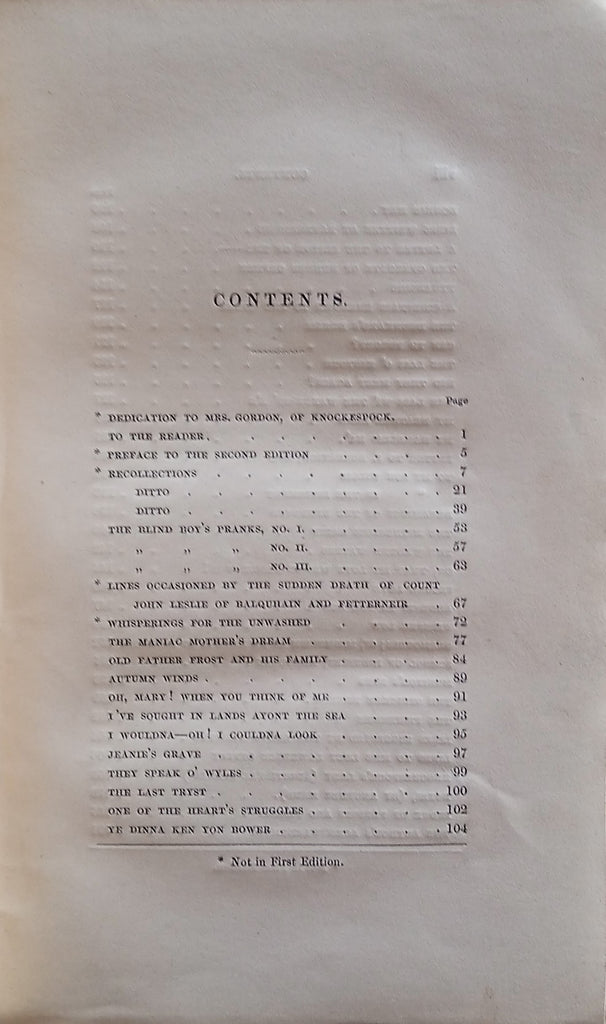 CONTENTS.
Page
* DEDICATION TO MRS. GORDON, OF KNOCKESPOCK.
TO THE READER. . . . . . . . . 1
* PREFACE TO THE SECOND EDITION . . . . 5
* RECOLLECTIONS . . . . . . . . 7
DITTO . . . . . . . . . 21
DITTO . . . . . . . . . 39
THE BLIND BOY'S PRANKS, NO. I. . . . . . 53
„ „ „ NO. II. . . . . 57
„ „ „ NO. III. . . . . 63
* LINES OCCASIONED BY THE SUDDEN DEATH OF COUNT
JOHN LESLIE OF BALQUHAIN AND FETTERNEIR . 67
* WHISPERINGS FOR THE UNWASHED . . . . 72
THE MANIAC MOTHER'S DREAM . . . . . 77
OLD FATHER FROST AND HIS FAMILY . . . . 84
AUTUMN WINDS . . . . . . . . 89
OH, MARY! WHEN YOU THINK OF ME . . . . 91
I'VE SOUGHT IN LANDS AYONT THE SEA . . . 93
I WOULDNA—OH! I COULDNA LOOK . . . . 95
JEANIE'S GRAVE . . . . . . . . 97
THEY SPEAK O' WYLES . . . . . . . 99
THE LAST TRYST . . . . . . . . 100
ONE OF THE HEART'S STRUGGLES . . . . . 102
YE DINNA KEN YON BOWER . . . . . . 104
* Not in First Edition.